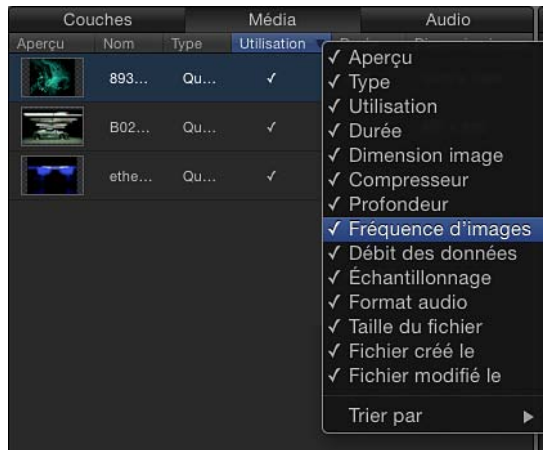 Couches Média Audio
Aperçu Nom Type Utilisation
893... Qu... ✓
B02... Qu... ✓
ethe... Qu... ✓
✓ Aperçu
✓ Type
✓ Utilisation
✓ Durée
✓ Dimension image
✓ Compresseur
✓ Profondeur
✓ Fréquence d’images
✓ Débit des données
✓ Échantillonnage
✓ Format audio
✓ Taille du fichier
✓ Fichier créé le
✓ Fichier modifié le
Trier par ▶